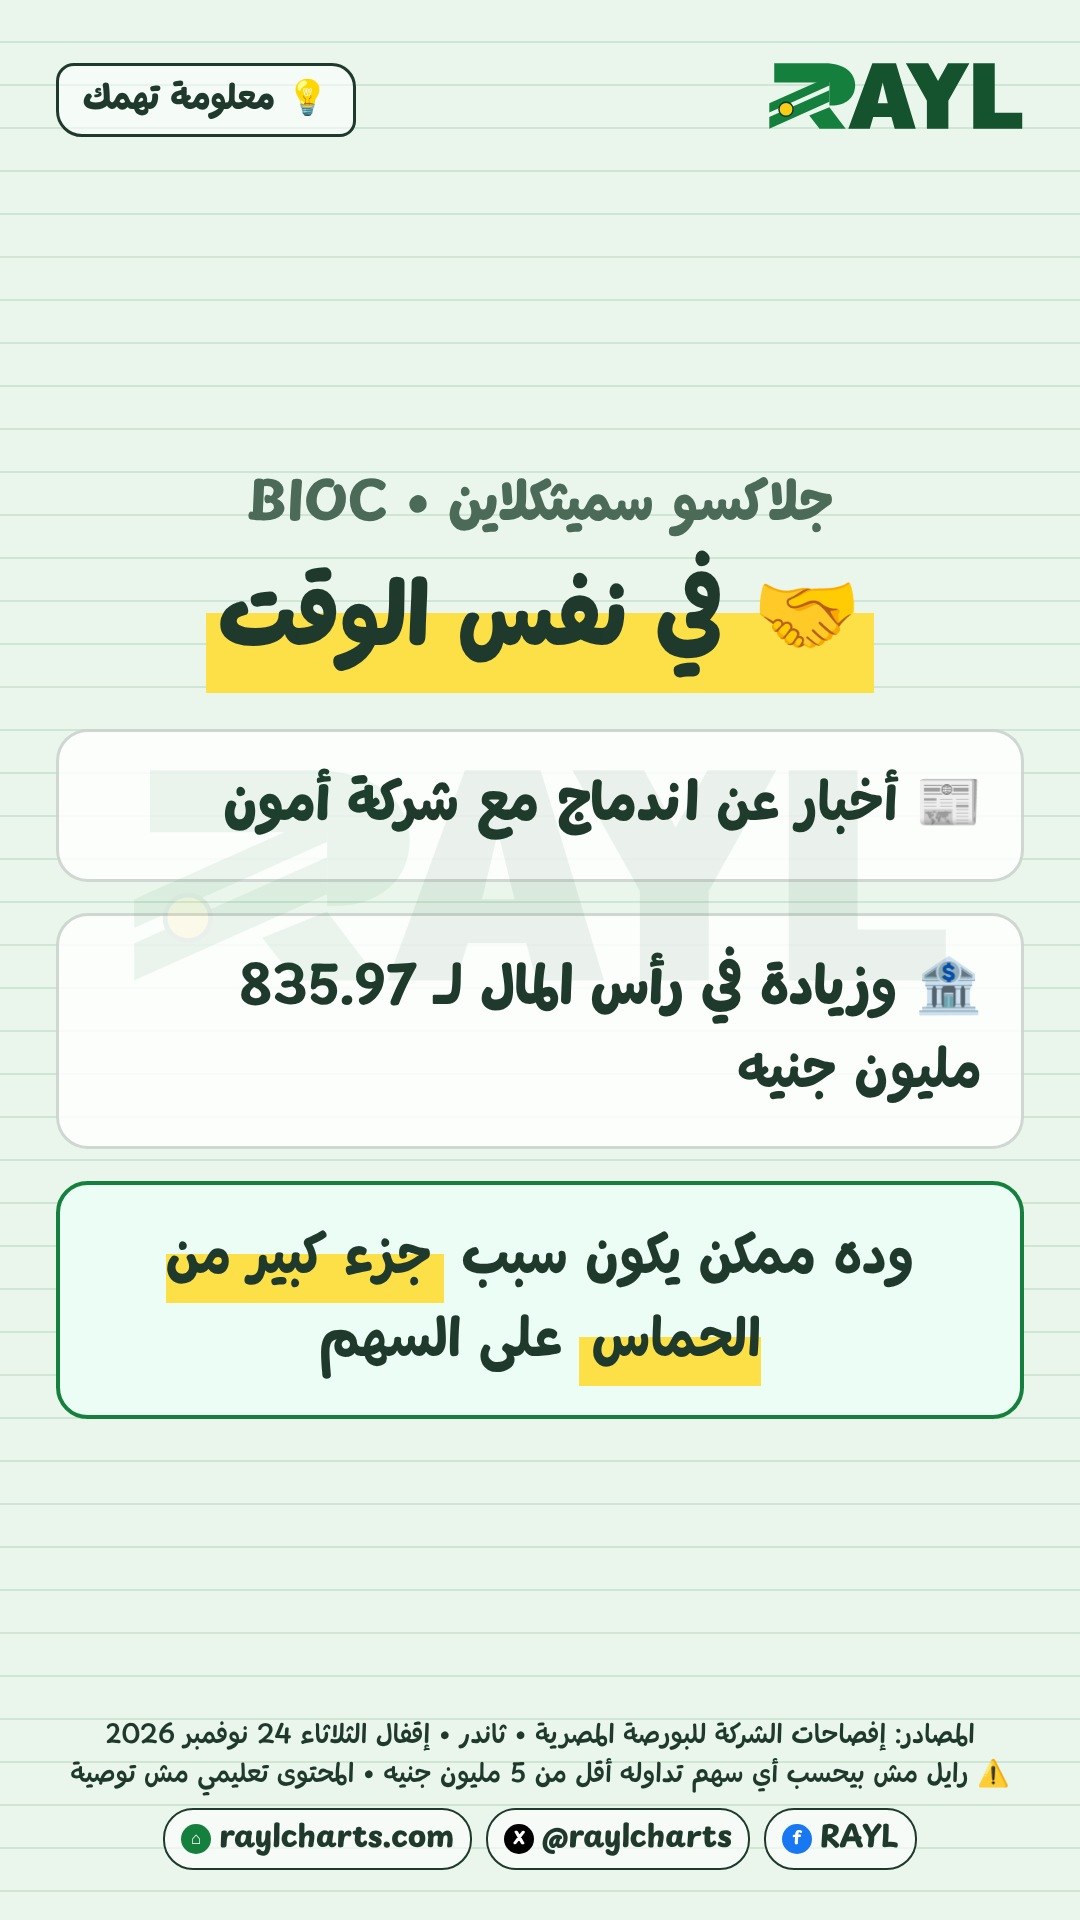 RAYL
💡 معلومة تهمك
جلاكسو سميثكلاين • BIOC
🤝 في نفس الوقت
📰 أخبار عن اندماج مع شركة أمون
🏦 وزيادة في رأس المال لـ 835.97
مليون جنيه
وده ممكن يكون سبب جزء كبير من
الحماس على السهم
المصادر: إفصاحات الشركة للبورصة المصرية • ثاندر • إقفال الثلاثاء 24 نوفمبر 2026
⚠️ رايل مش بيحسب أي سهم تداوله أقل من 5 مليون جنيه • المحتوى تعليمي مش توصية
raylcharts.com
X @raylcharts
f RAYL